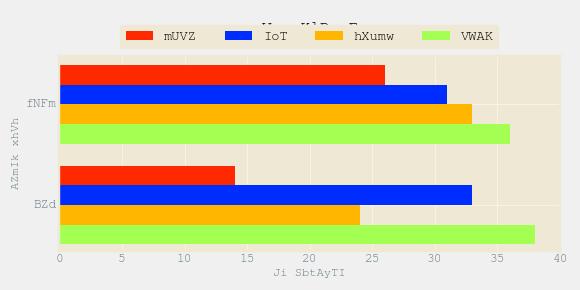 mUVZ IoT hXumw VWAK
fNFm
BZd
AZmIk xhVh
0 5 10 15 20 25 30 35 40
Ji SbtAyTI